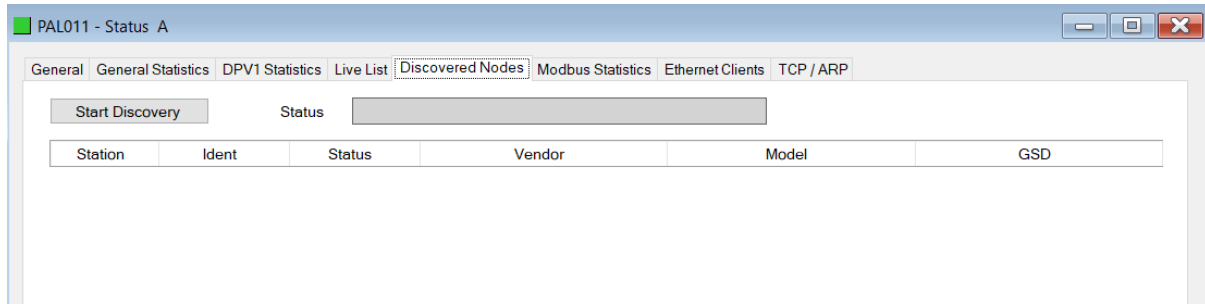 PAL011 - Status A
General General Statistics DPV1 Statistics Live List Discovered Nodes Modbus Statistics Ethernet Clients TCP / ARP
Start Discovery Status
Station Ident Status Vendor Model GSD